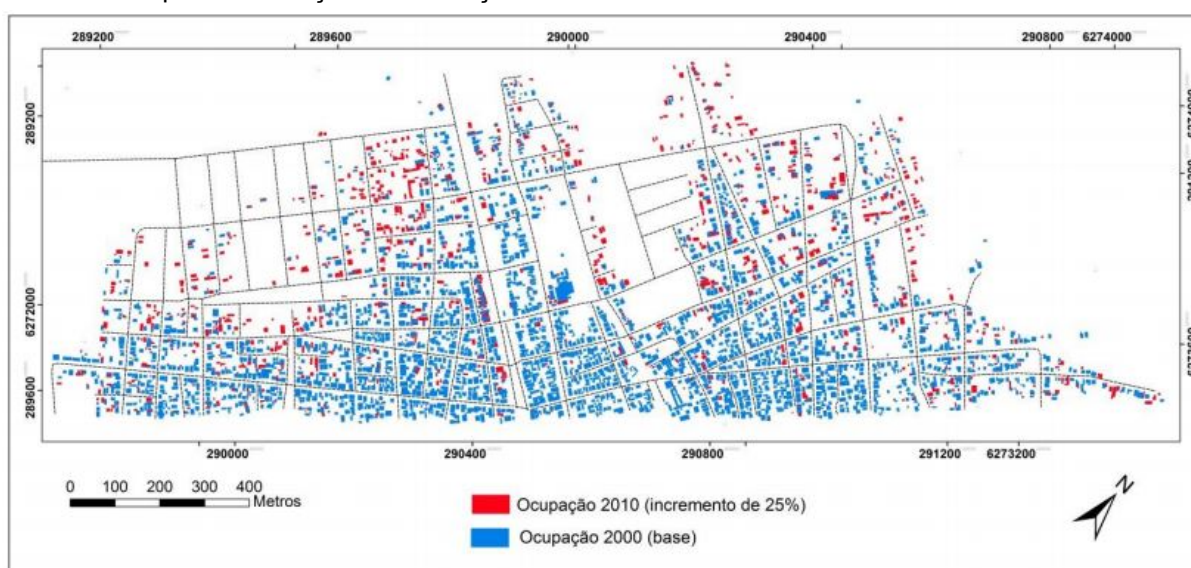 289200 289600 290000 290400 290800 6274000
289200
6272000
289600
290000 290400 290800 291200 6273200
0 100 200 300 400
Metros
Ocupação 2010 (incremento de 25%)
Ocupação 2000 (base)
N